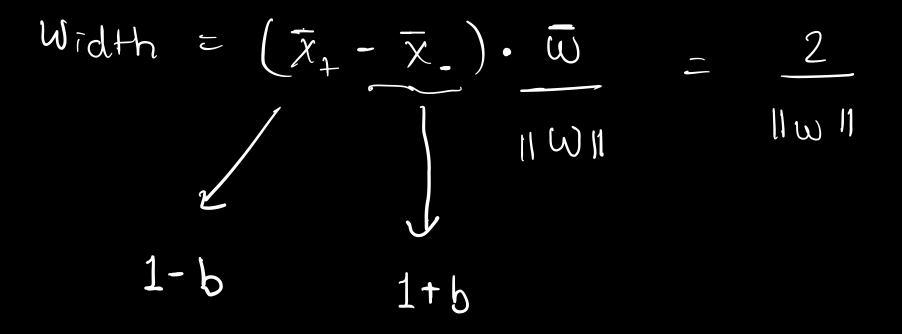 Width = (x̄₊ - x̄₋) · w̄ / ||w|| = 2 / ||w||
1-b 1+b